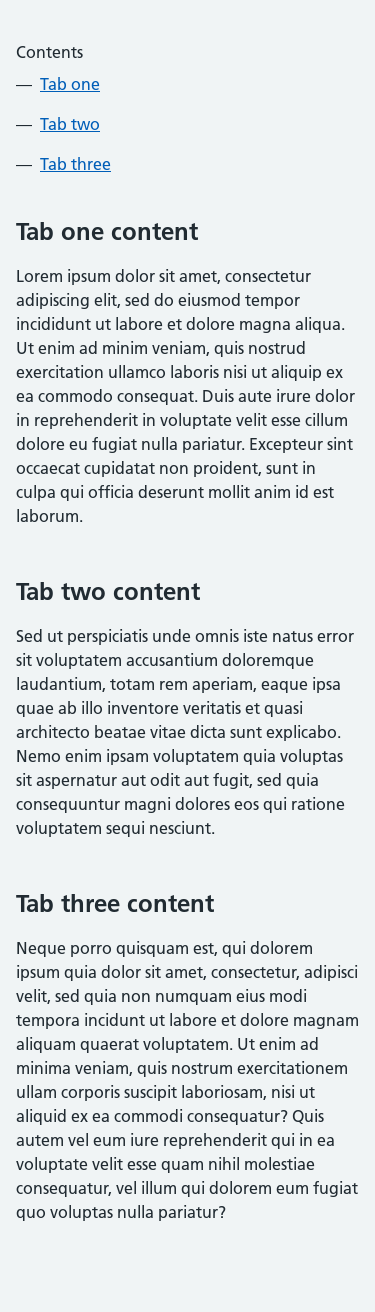 Contents
— Tab one
— Tab two
— Tab three
Tab one content
Lorem ipsum dolor sit amet, consectetur
adipiscing elit, sed do eiusmod tempor
incididunt ut labore et dolore magna aliqua.
Ut enim ad minim veniam, quis nostrud
exercitation ullamco laboris nisi ut aliquip ex
ea commodo consequat. Duis aute irure dolor
in reprehenderit in voluptate velit esse cillum
dolore eu fugiat nulla pariatur. Excepteur sint
occaecat cupidatat non proident, sunt in
culpa qui officia deserunt mollit anim id est
laborum.
Tab two content
Sed ut perspiciatis unde omnis iste natus error
sit voluptatem accusantium doloremque
laudantium, totam rem aperiam, eaque ipsa
quae ab illo inventore veritatis et quasi
architecto beatae vitae dicta sunt explicabo.
Nemo enim ipsam voluptatem quia voluptas
sit aspernatur aut odit aut fugit, sed quia
consequuntur magni dolores eos qui ratione
voluptatem sequi nesciunt.
Tab three content
Neque porro quisquam est, qui dolorem
ipsum quia dolor sit amet, consectetur, adipisci
velit, sed quia non numquam eius modi
tempora incidunt ut labore et dolore magnam
aliquam quaerat voluptatem. Ut enim ad
minima veniam, quis nostrum exercitationem
ullam corporis suscipit laboriosam, nisi ut
aliquid ex ea commodi consequatur? Quis
autem vel eum iure reprehenderit qui in ea
voluptate velit esse quam nihil molestiae
consequatur, vel illum qui dolorem eum fugiat
quo voluptas nulla pariatur?